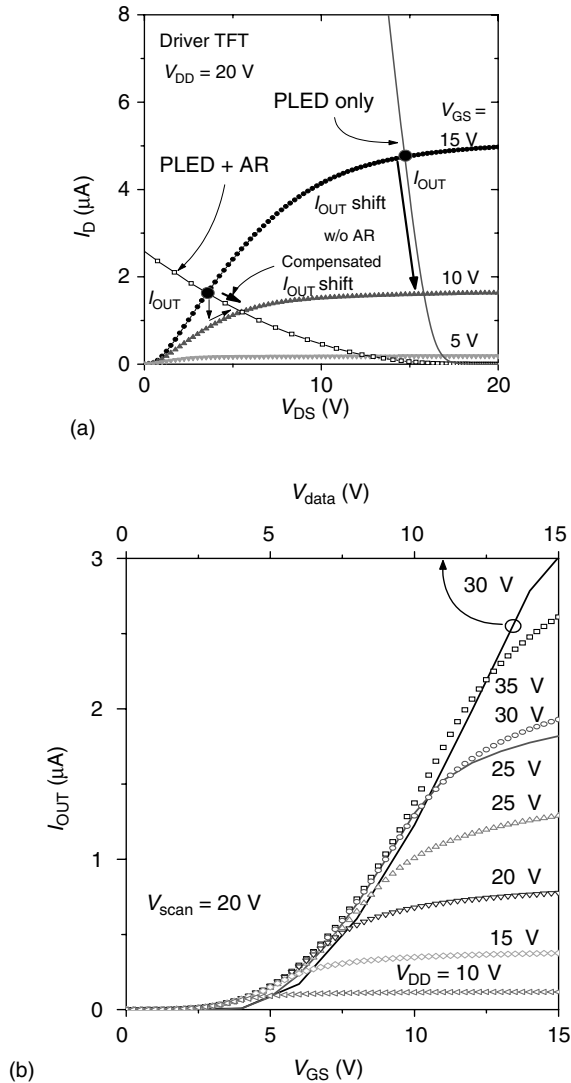 8
6
4
2
0
I_D (μA)
Driver TFT
V_DD = 20 V
PLED only
V_GS =
15 V
PLED + AR
I_OUT
I_OUT shift
w/o AR
Compensated
I_OUT shift
I_OUT
10 V
5 V
0 5 10 15 20
V_DS (V)
(a)
V_data (V)
0 5 10 15
3
2
1
0
I_OUT (μA)
30 V
35 V
30 V
25 V
25 V
20 V
15 V
V_DD = 10 V
V_scan = 20 V
0 5 10 15
V_GS (V)
(b)